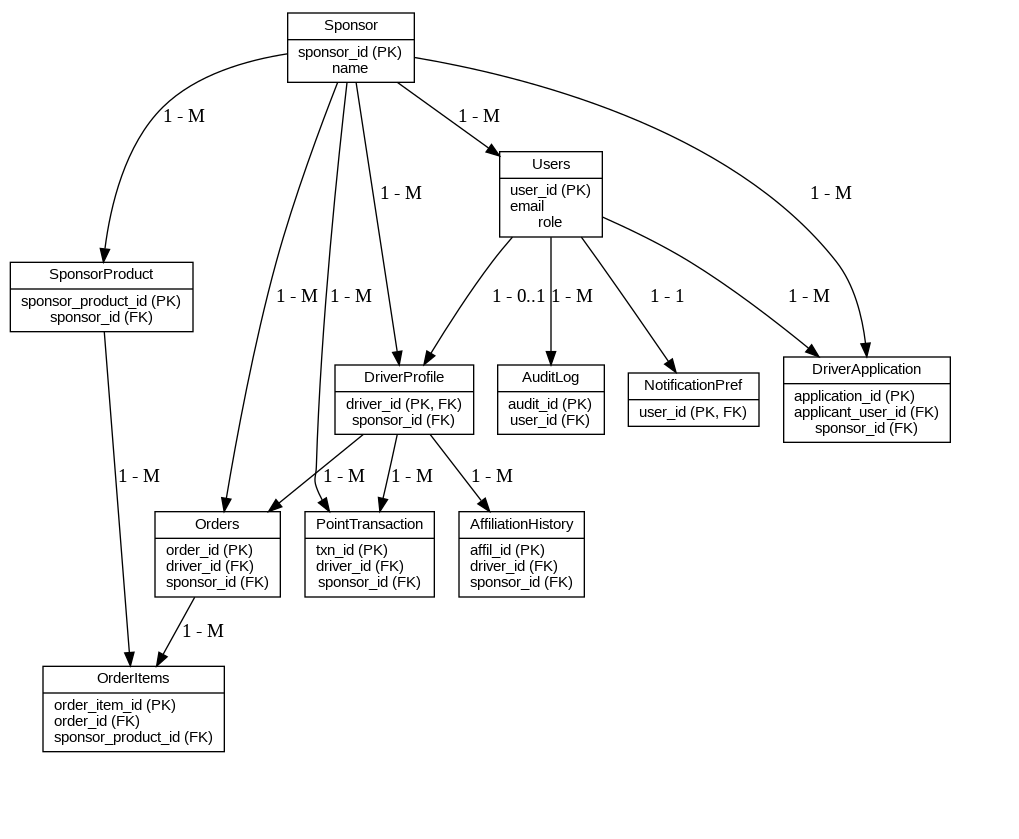 Sponsor
sponsor_id (PK)
name
1 - M
1 - M
Users
user_id (PK)
email
role
1 - M
1 - M
SponsorProduct
sponsor_product_id (PK)
sponsor_id (FK)
1 - M
1 - M
1 - 0..1
1 - M
1 - 1
1 - M
DriverProfile
driver_id (PK, FK)
sponsor_id (FK)
AuditLog
audit_id (PK)
user_id (FK)
NotificationPref
user_id (PK, FK)
DriverApplication
application_id (PK)
applicant_user_id (FK)
sponsor_id (FK)
1 - M
1 - M
1 - M
1 - M
Orders
order_id (PK)
driver_id (FK)
sponsor_id (FK)
PointTransaction
txn_id (PK)
driver_id (FK)
sponsor_id (FK)
AffiliationHistory
affil_id (PK)
driver_id (FK)
sponsor_id (FK)
1 - M
OrderItems
order_item_id (PK)
order_id (FK)
sponsor_product_id (FK)